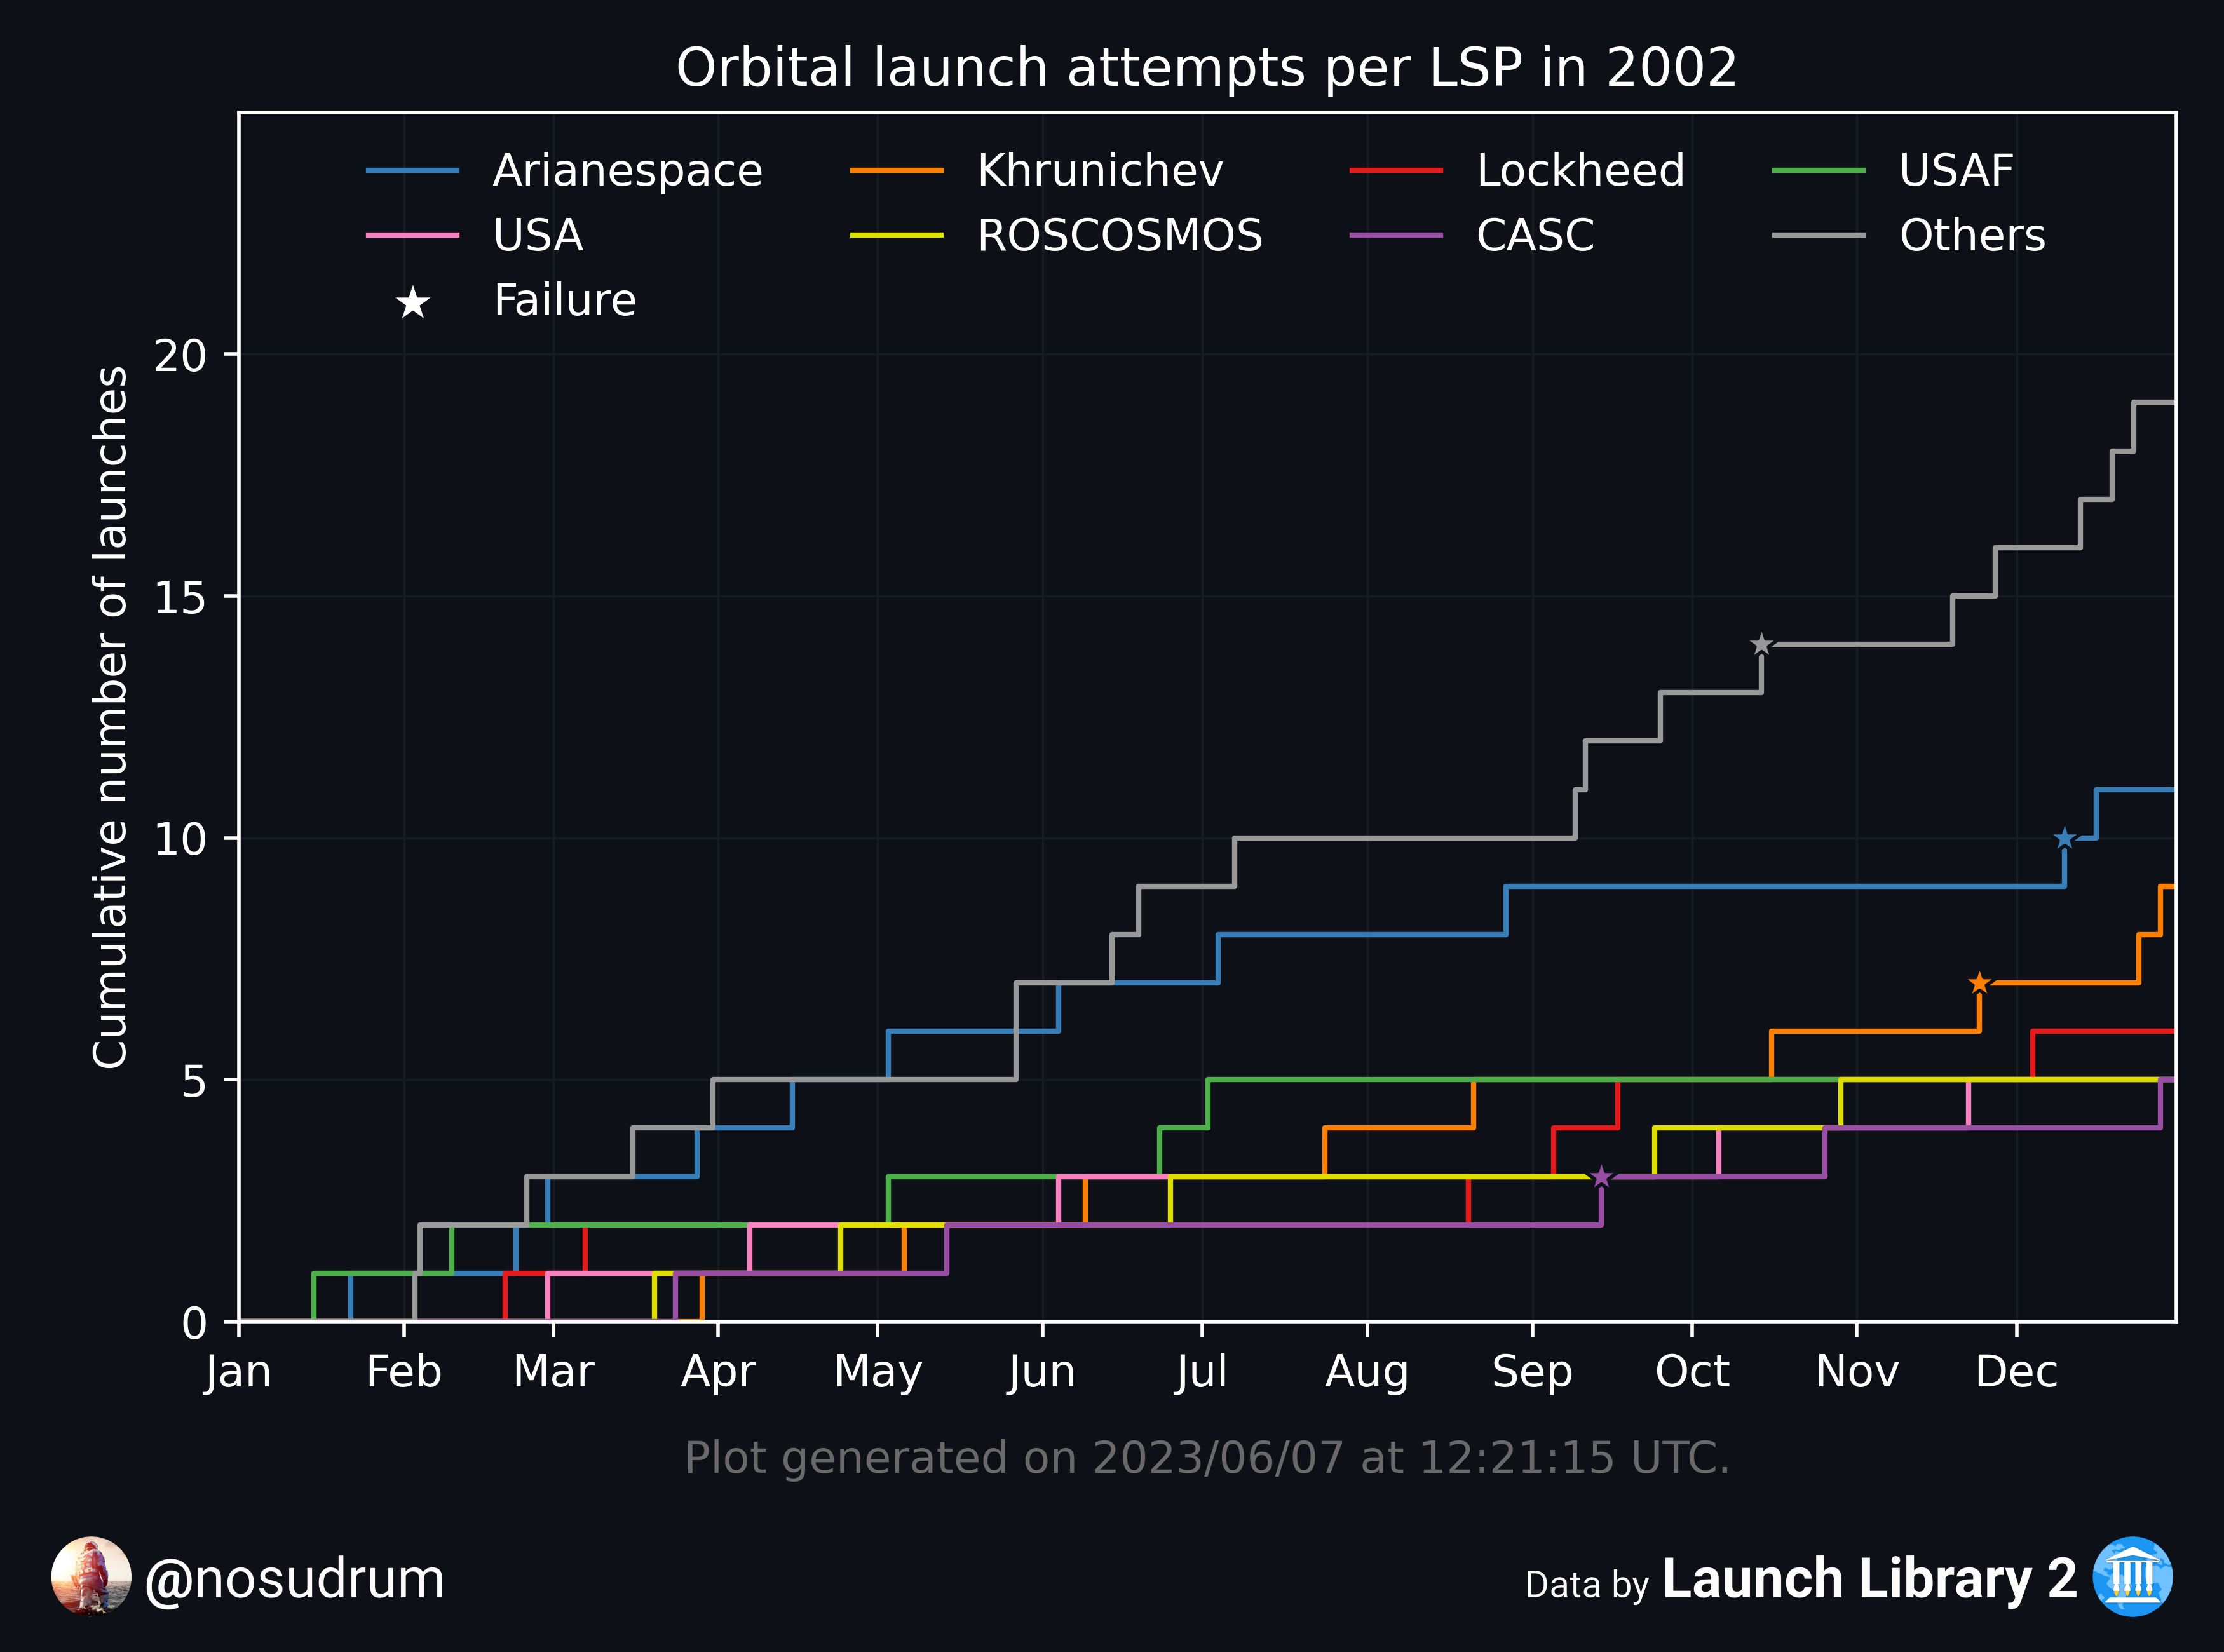 Orbital launch attempts per LSP in 2002
Arianespace Khrunichev Lockheed USAF
USA ROSCOSMOS CASC Others
Failure
Cumulative number of launches
20
15
10
5
0
Jan Feb Mar Apr May Jun Jul Aug Sep Oct Nov Dec
Plot generated on 2023/06/07 at 12:21:15 UTC.
@nosudrum
Data by Launch Library 2